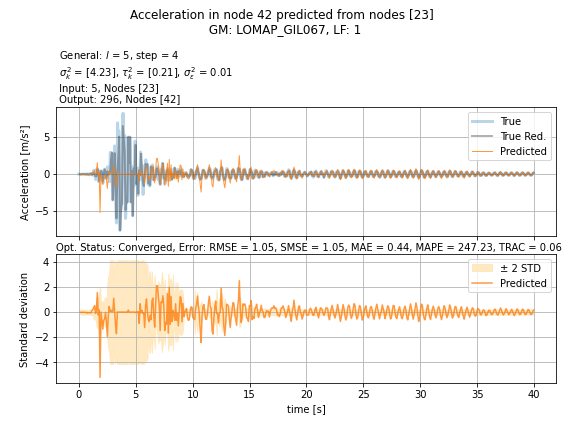 Acceleration in node 42 predicted from nodes [23]
GM: LOMAP_GIL067, LF: 1
General: l = 5, step = 4
σ²ₖ = [4.23], τ²ₖ = [0.21], σ²ε = 0.01
Input: 5, Nodes [23]
Output: 296, Nodes [42]
Acceleration [m/s²]
5
0
−5
True
True Red.
Predicted
Opt. Status: Converged, Error: RMSE = 1.05, SMSE = 1.05, MAE = 0.44, MAPE = 247.23, TRAC = 0.06
Standard deviation
4
2
0
−2
−4
± 2 STD
Predicted
0 5 10 15 20 25 30 35 40
time [s]